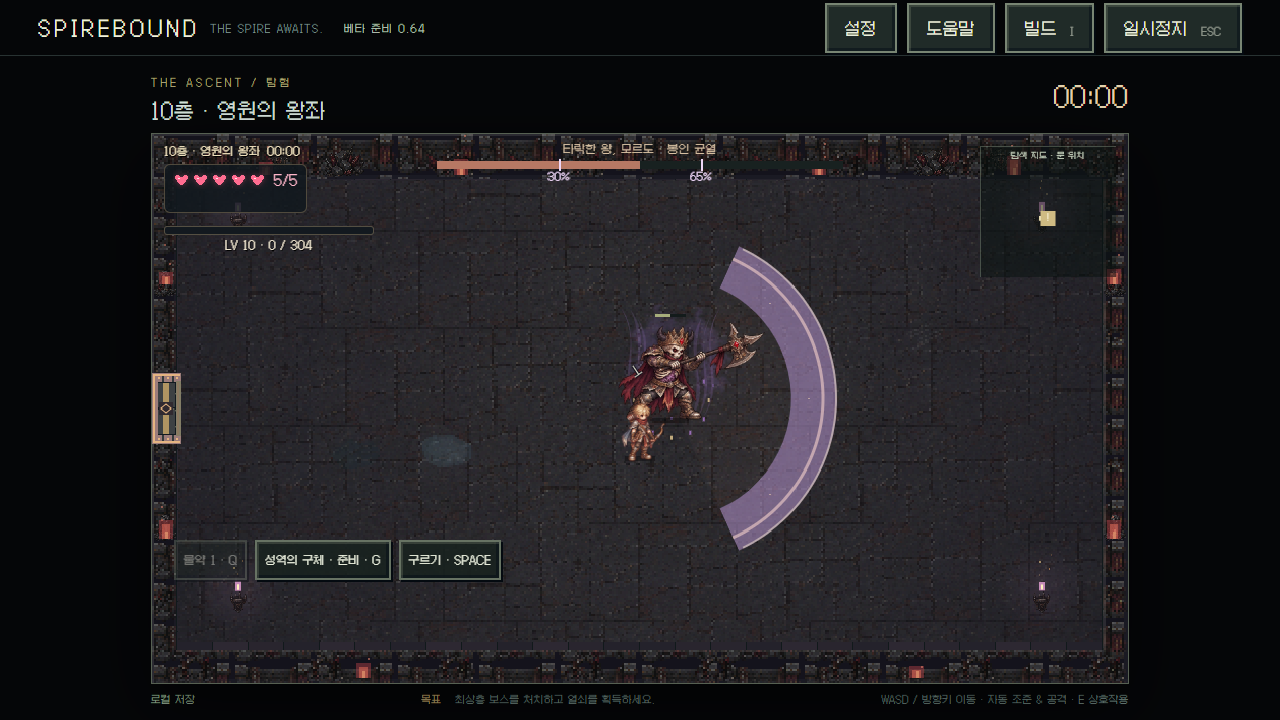 SPIREBOUND THE SPIRE AWAITS. 베타 준비 0.64 설정 도움말 빌드 I 일시정지 ESC
THE ASCENT / 탐험
10층 · 영원의 왕좌 00:00
10층 · 영원의 왕좌 00:00
타락한 왕, 모르드 · 봉인 균열
30% 65%
탐색 지도 · 문 위치
5/5
LV 10 · 0 / 304
물약 1 · Q 성역의 구체 · 준비 · G 구르기 · SPACE
로컬 저장 목표 최상층 보스를 처치하고 열쇠를 획득하세요. WASD / 방향키 이동 · 자동 조준 & 공격 · E 상호작용